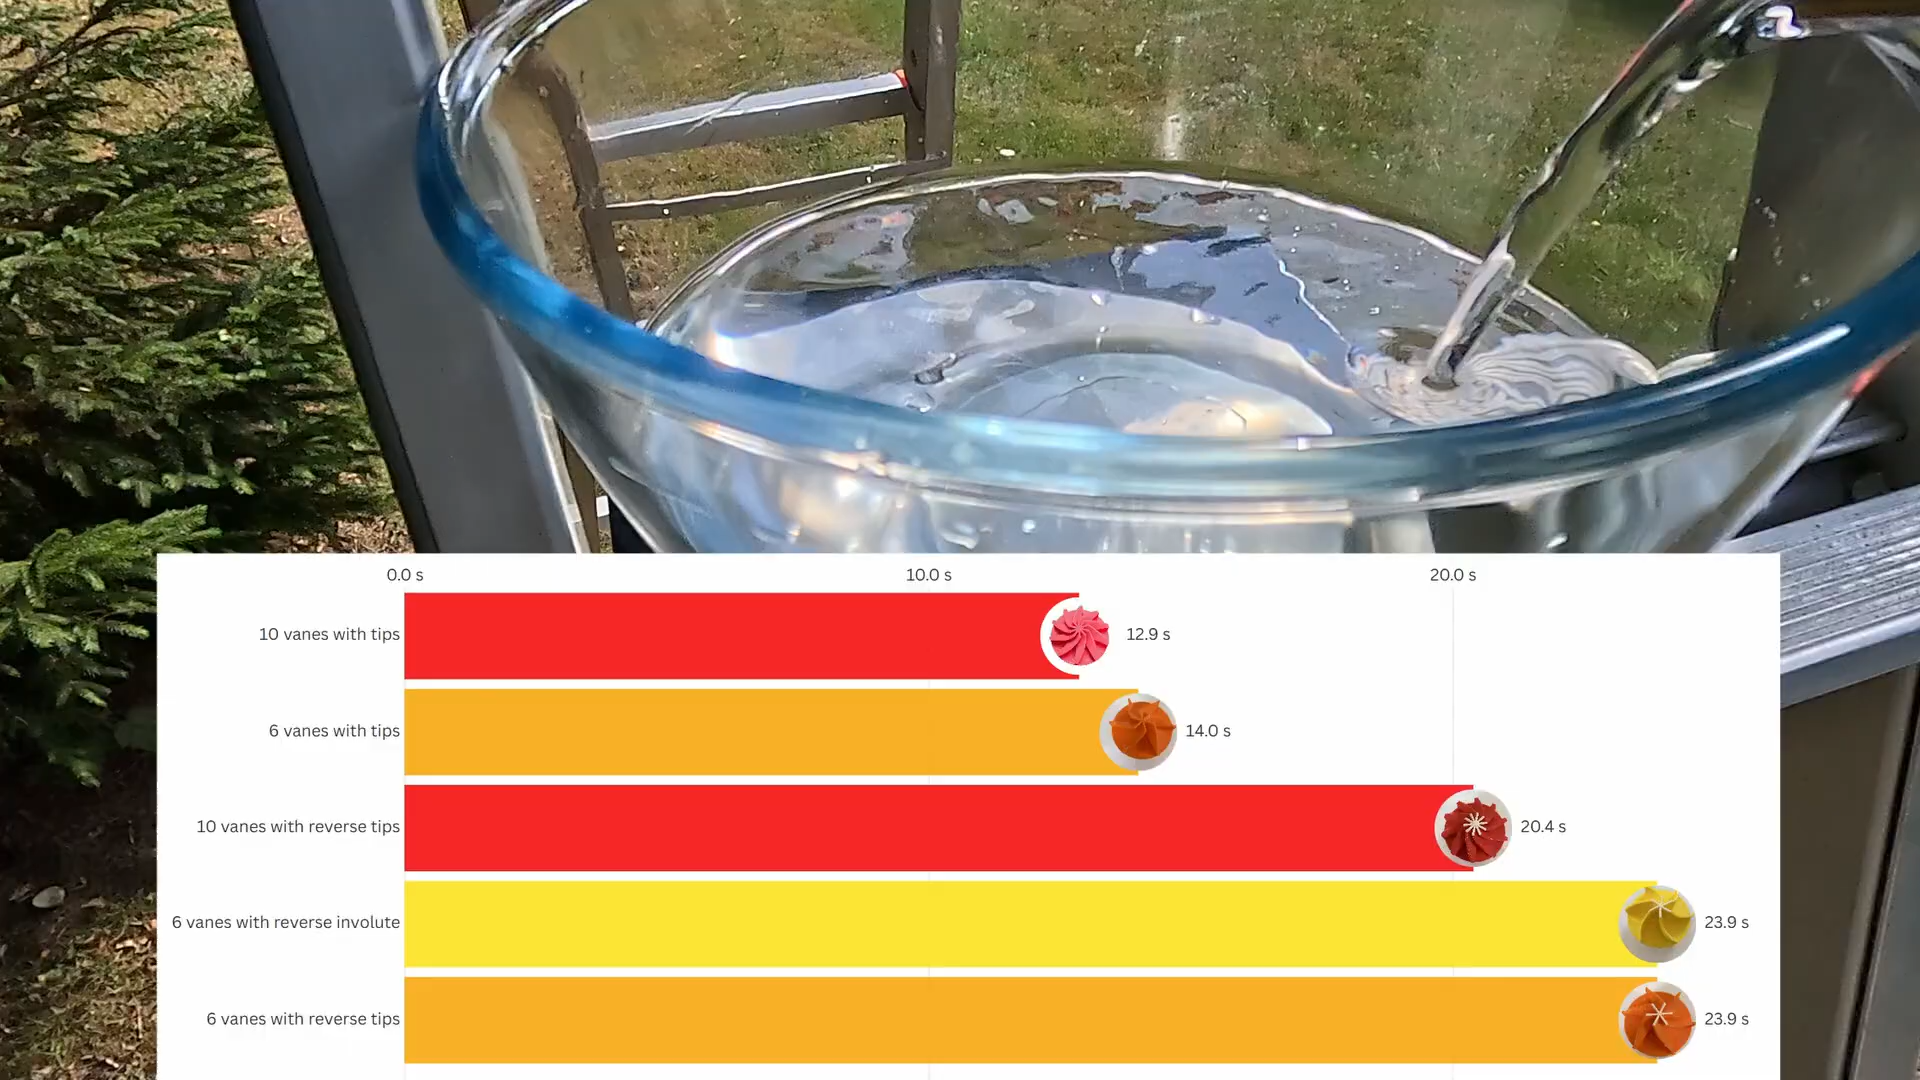 0.0 s 10.0 s 20.0 s
10 vanes with tips 12.9 s
6 vanes with tips 14.0 s
10 vanes with reverse tips 20.4 s
6 vanes with reverse involute 23.9 s
6 vanes with reverse tips 23.9 s